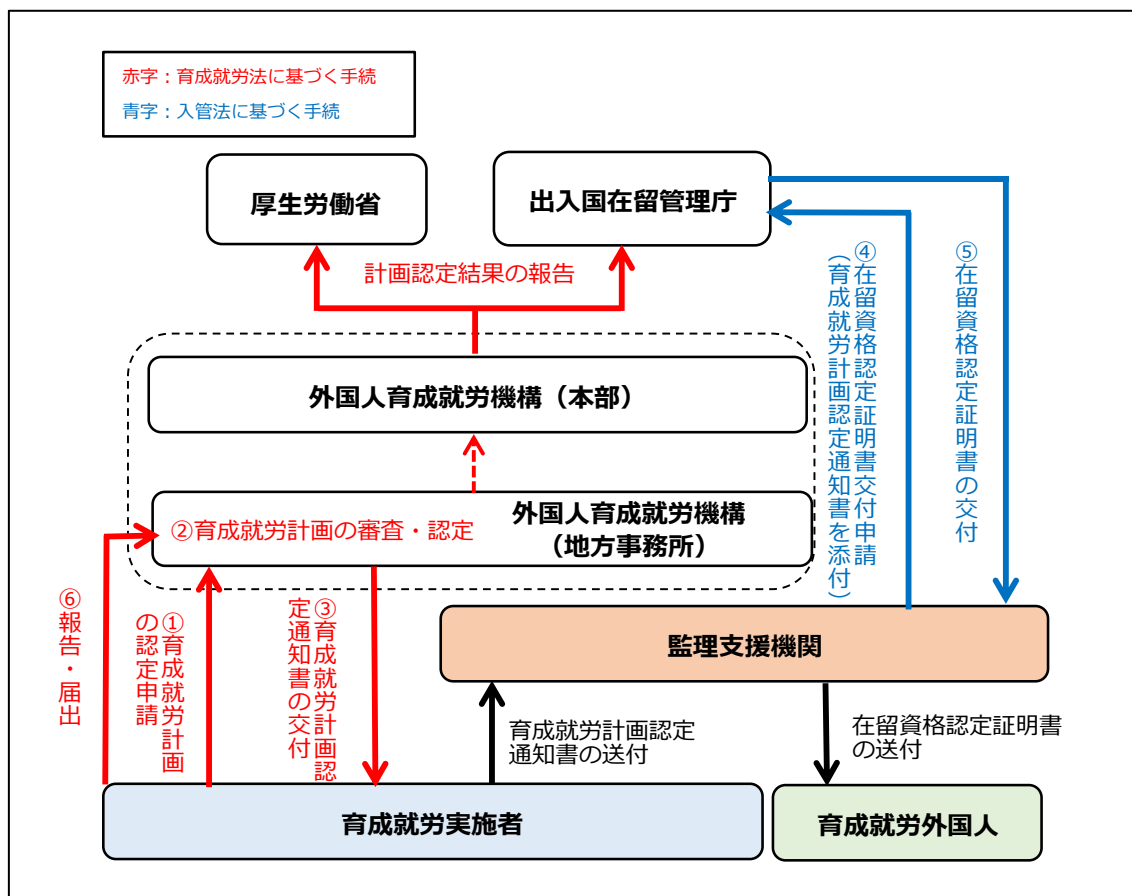 赤字：育成就労法に基づく手続
青字：入管法に基づく手続
厚生労働省
出入国在留管理庁
計画認定結果の報告
④在留資格認定証明書交付申請
（育成就労計画認定通知書を添付）
⑤在留資格認定証明書の交付
外国人育成就労機構（本部）
②育成就労計画の審査・認定
外国人育成就労機構
（地方事務所）
⑥報告・届出
①育成就労計画
の認定申請
③育成就労計画認
定通知書の交付
監理支援機関
育成就労計画認定
通知書の送付
在留資格認定証明書
の送付
育成就労実施者
育成就労外国人